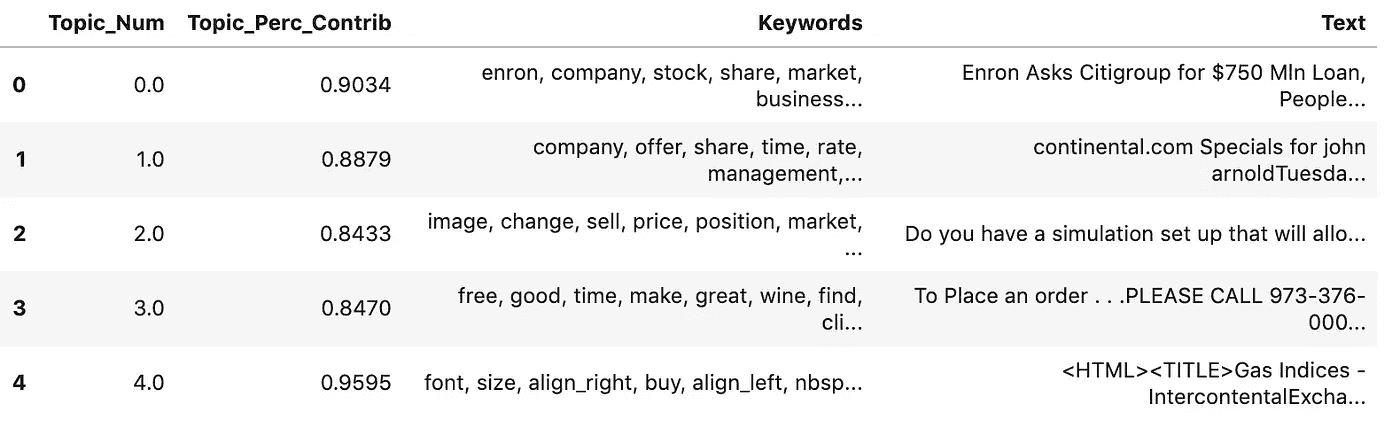 Topic_Num Topic_Perc_Contrib Keywords Text
0 0.0 0.9034 enron, company, stock, share, market, business... Enron Asks Citigroup for $750 Mln Loan, People...
1 1.0 0.8879 company, offer, share, time, rate, management,... continental.com Specials for john arnoldTuesda...
2 2.0 0.8433 image, change, sell, price, position, market, ... Do you have a simulation set up that will allo...
3 3.0 0.8470 free, good, time, make, great, wine, find, cli... To Place an order . . .PLEASE CALL 973-376-000...
4 4.0 0.9595 font, size, align_right, buy, align_left, nbsp... <HTML><TITLE>Gas Indices - IntercontentalExcha...